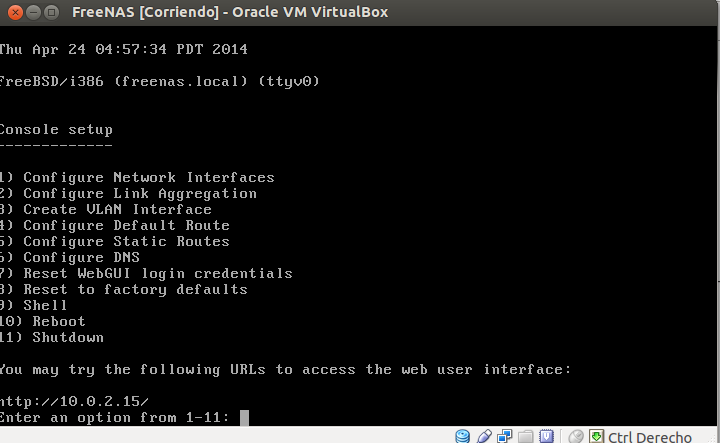 FreeNAS [Corriendo] - Oracle VM VirtualBox
Thu Apr 24 04:57:34 PDT 2014
FreeBSD/i386 (freenas.local) (ttyv0)
Console setup
-------------
1) Configure Network Interfaces
2) Configure Link Aggregation
3) Create VLAN Interface
4) Configure Default Route
5) Configure Static Routes
6) Configure DNS
7) Reset WebGUI login credentials
8) Reset to factory defaults
9) Shell
10) Reboot
11) Shutdown
You may try the following URLs to access the web user interface:
http://10.0.2.15/
Enter an option from 1-11:
Ctrl Derecho